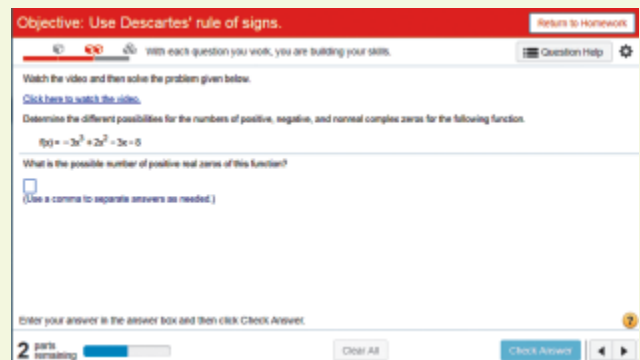 Objective: Use Descartes' rule of signs.
Return to Homework
With each question you work, you are building your skills.
Question Help
Watch the video and then solve the problem given below.
Click here to watch the video.
Determine the different possibilities for the numbers of positive, negative, and nonreal complex zeros for the following function.
f(x) = −3x³ + 2x² − 3x − 8
What is the possible number of positive real zeros of this function?
(Use a comma to separate answers as needed.)
Enter your answer in the answer box and then click Check Answer.
?
2 parts remaining
Clear All
Check Answer